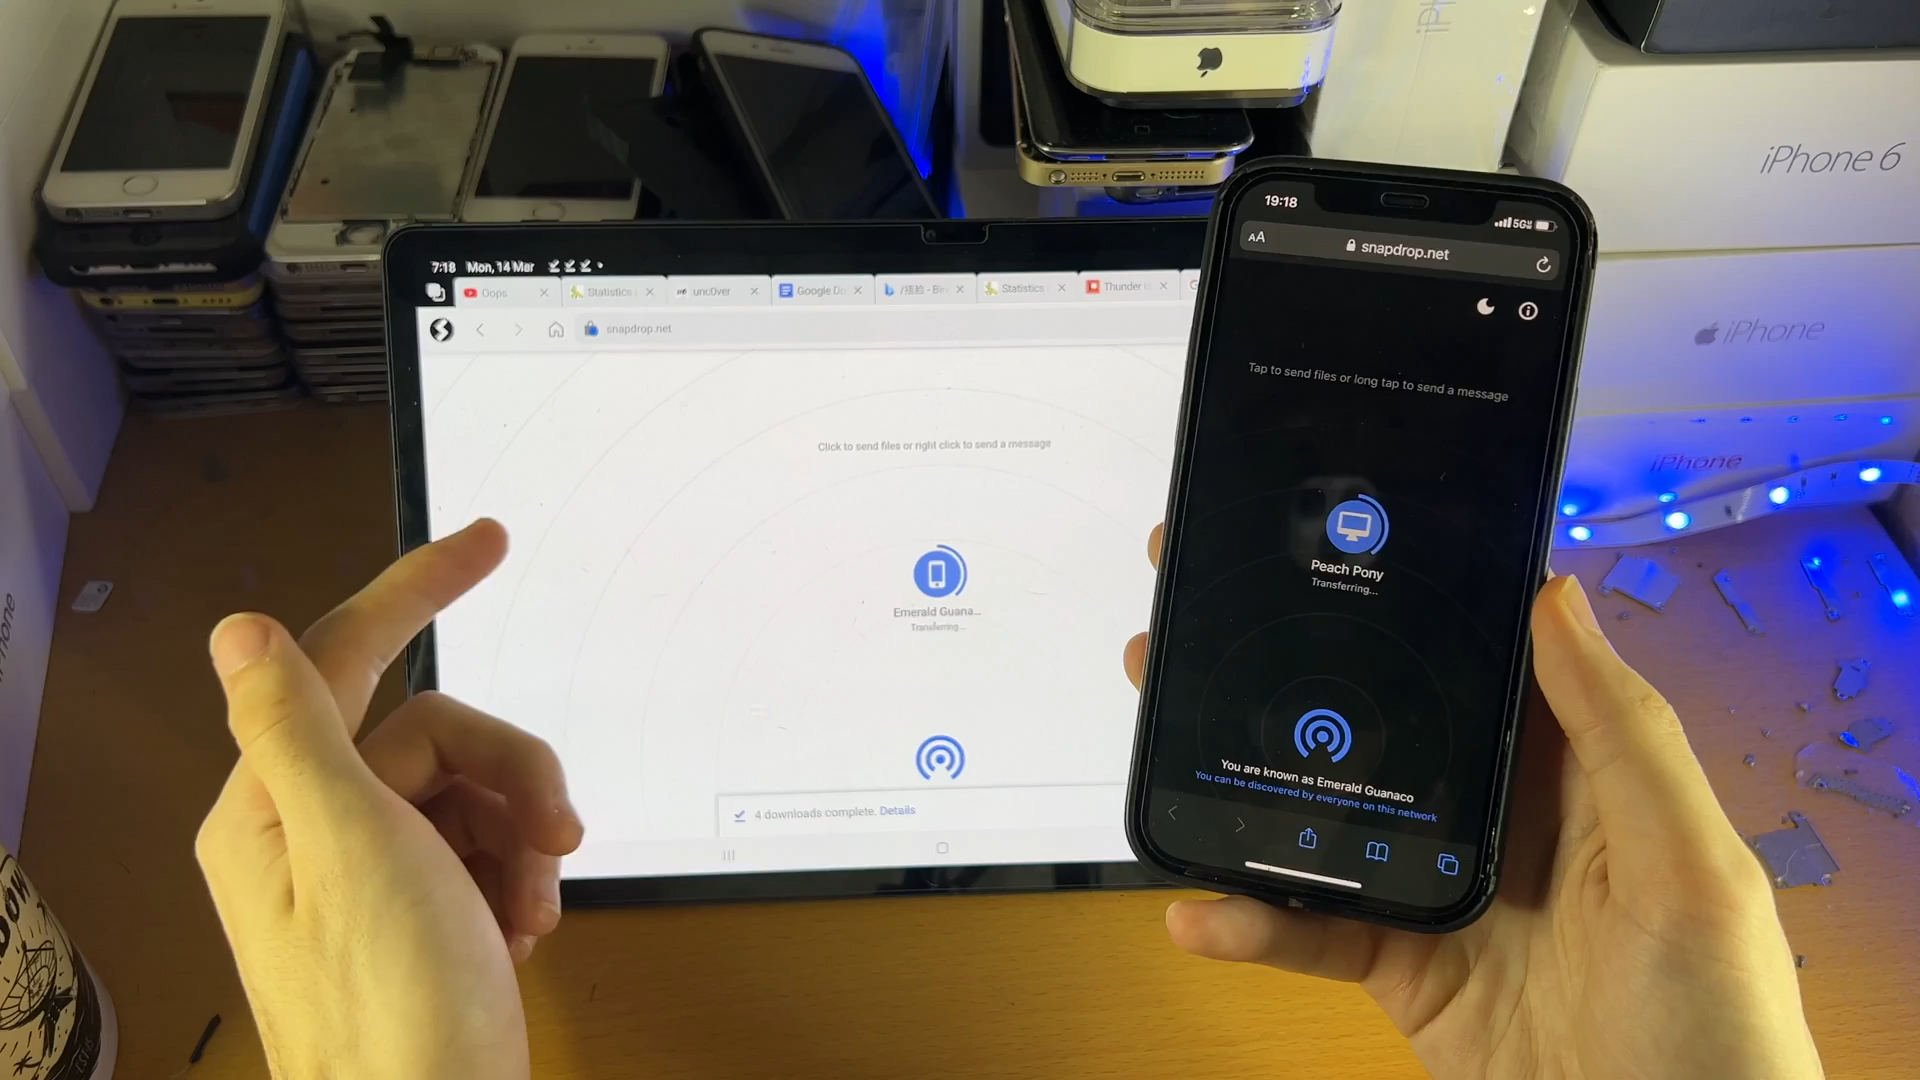 7:18 Mon, 14 Mar
Oops
Statistics
unc0ver
Google Do
Statistics
Thunder
snapdrop.net
Click to send files or right click to send a message
Emerald Guana...
Transferring...
4 downloads complete. Details
19:18
5G
AA
snapdrop.net
Tap to send files or long tap to send a message
Peach Pony
Transferring...
You are known as Emerald Guanaco
You can be discovered by everyone on this network
iPhone 6
iPhone
iPhone